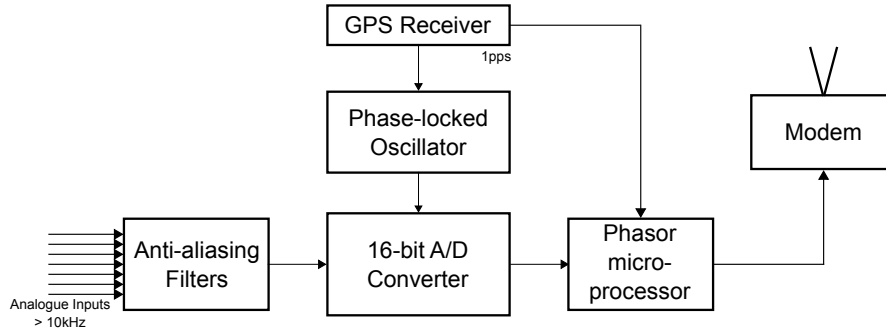 GPS Receiver
1pps
Phase-locked
Oscillator
Modem
Anti-aliasing
Filters
16-bit A/D
Converter
Phasor
micro-
processor
Analogue Inputs
> 10kHz